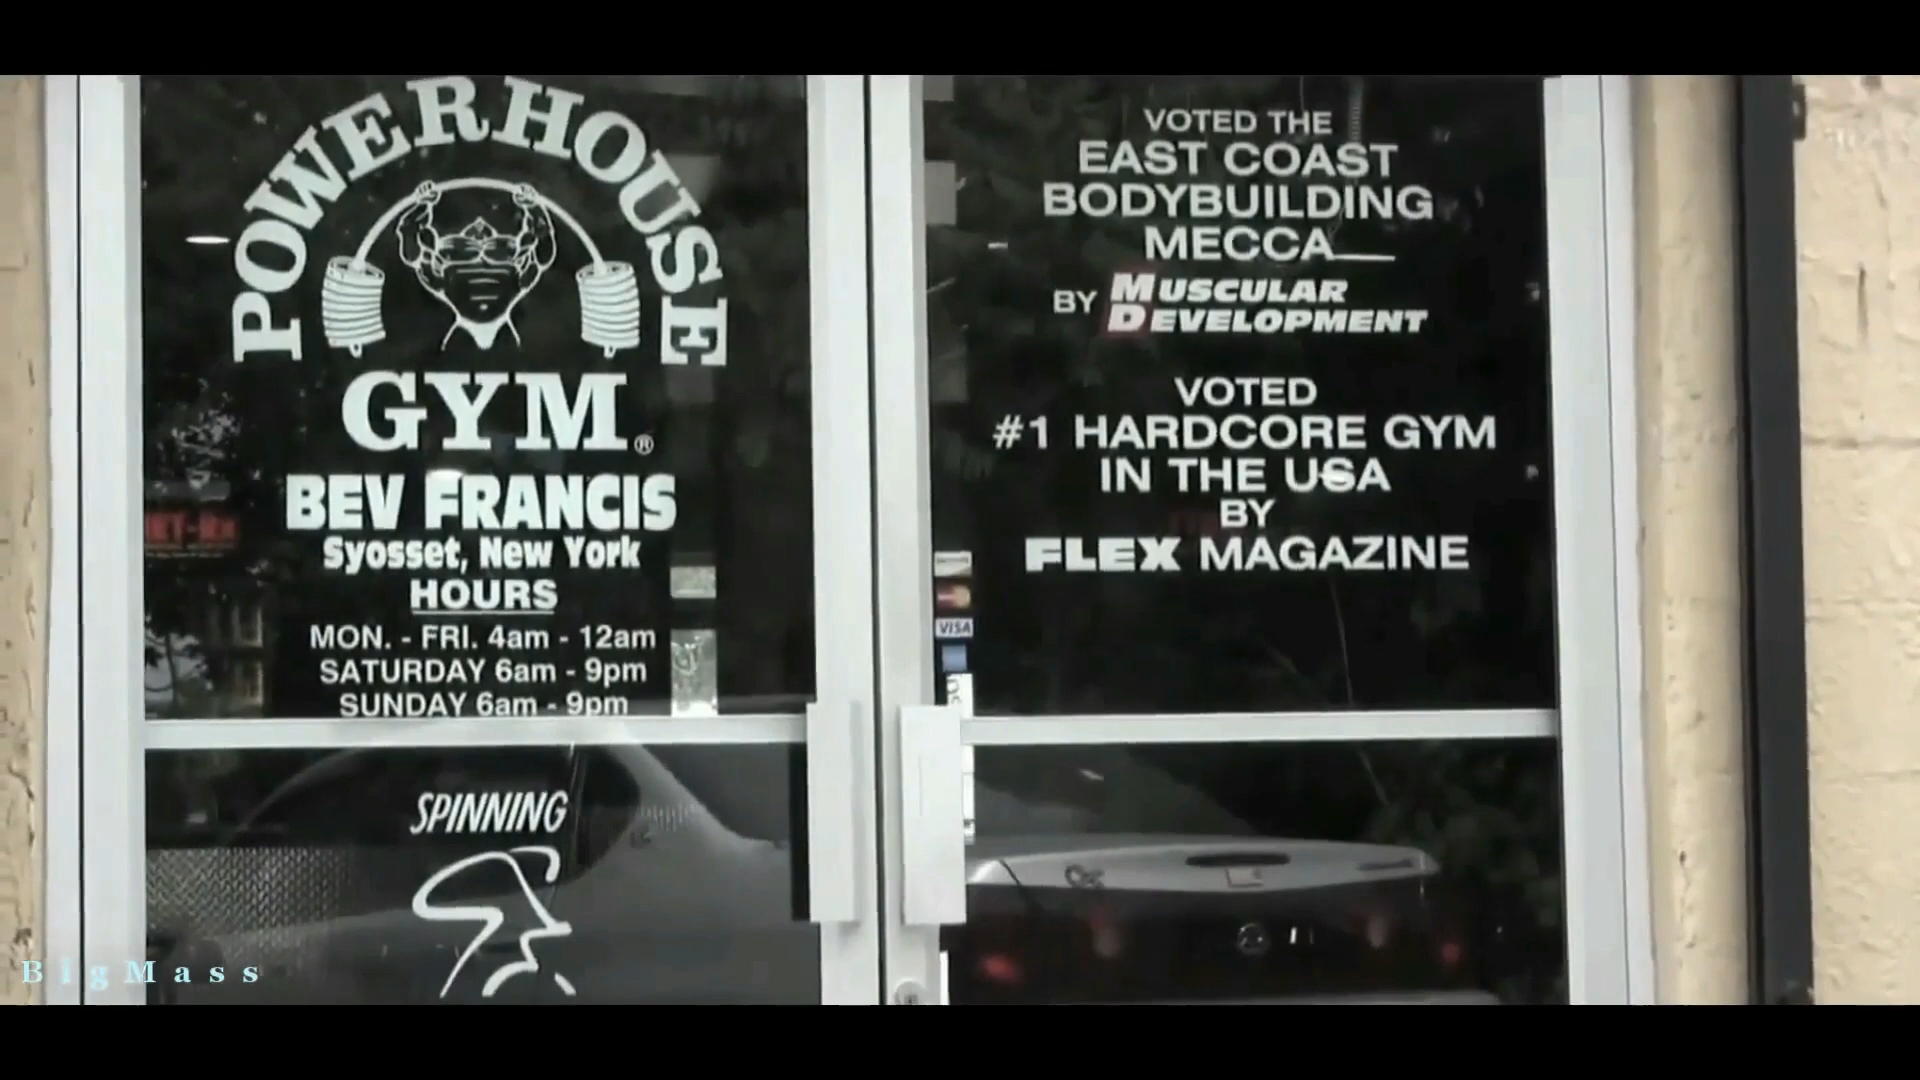 POWERHOUSE
GYM®
BEV FRANCIS
Syosset, New York
HOURS
MON. - FRI. 4am - 12am
SATURDAY 6am - 9pm
SUNDAY 6am - 9pm
SPINNING
VOTED THE
EAST COAST
BODYBUILDING
MECCA
BY MUSCULAR
DEVELOPMENT
VOTED
#1 HARDCORE GYM
IN THE USA
BY
FLEX MAGAZINE
VISA
BigMass